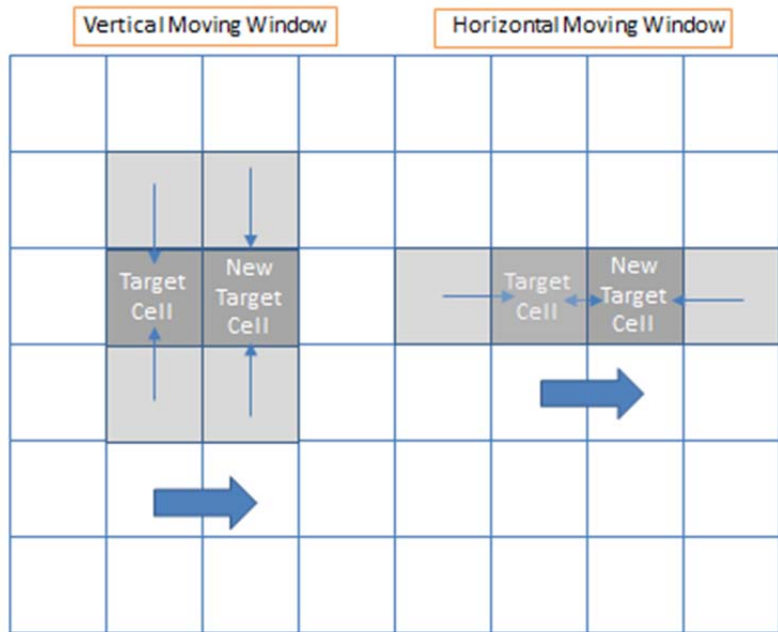 Vertical Moving Window
Horizontal Moving Window
Target
Cell
New
Target
Cell
Target
Cell
New
Target
Cell